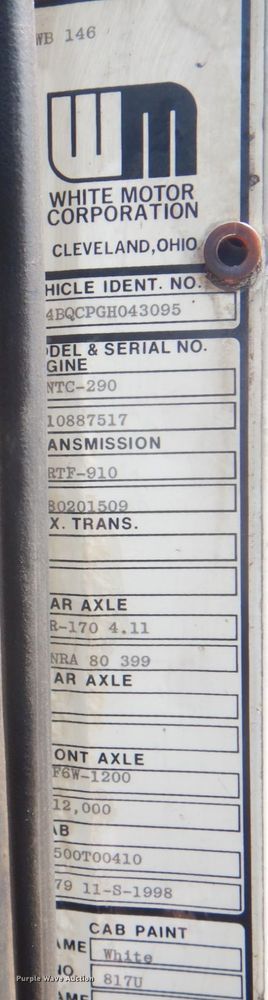 WB 146
WM
WHITE MOTOR
CORPORATION
CLEVELAND, OHIO
HICLE IDENT. NO.
4BQCPGH043095
ODEL & SERIAL NO.
GINE
NTC-290
10887517
ANSMISSION
RTF-910
80201509
X. TRANS.
AR AXLE
R-170 4.11
NRA 80 399
AR AXLE
ONT AXLE
F6W-1200
12,000
AB
500T00410
79 11-S-1998
CAB PAINT
AME White
NO 817U
AME
Purple Wave Auction